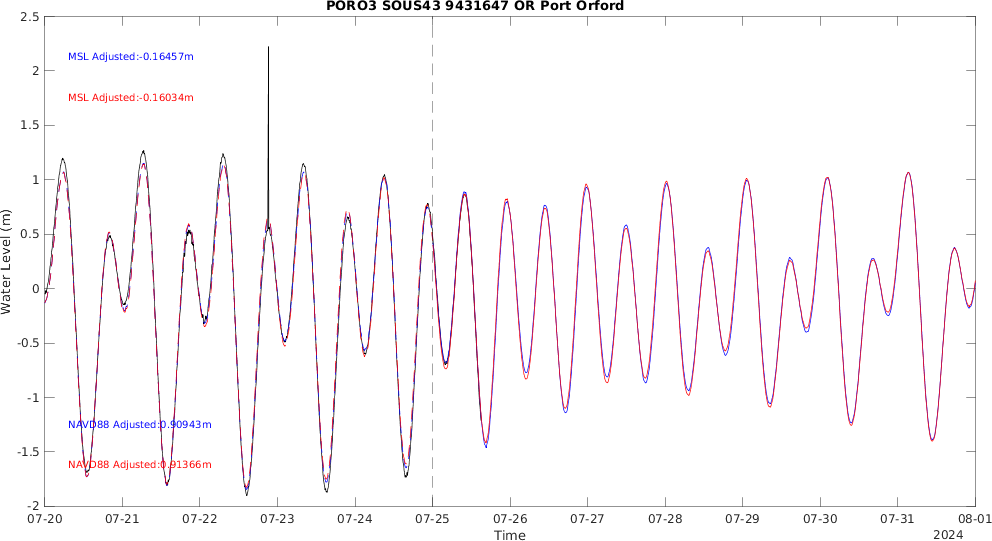 PORO3 SOUS43 9431647 OR Port Orford
2.5
2
1.5
1
0.5
0
-0.5
-1
-1.5
-2
Water Level (m)
MSL Adjusted:-0.16457m
MSL Adjusted:-0.16034m
NAVD88 Adjusted:0.90943m
NAVD88 Adjusted:0.91366m
07-20 07-21 07-22 07-23 07-24 07-25 07-26 07-27 07-28 07-29 07-30 07-31 08-01
Time
2024